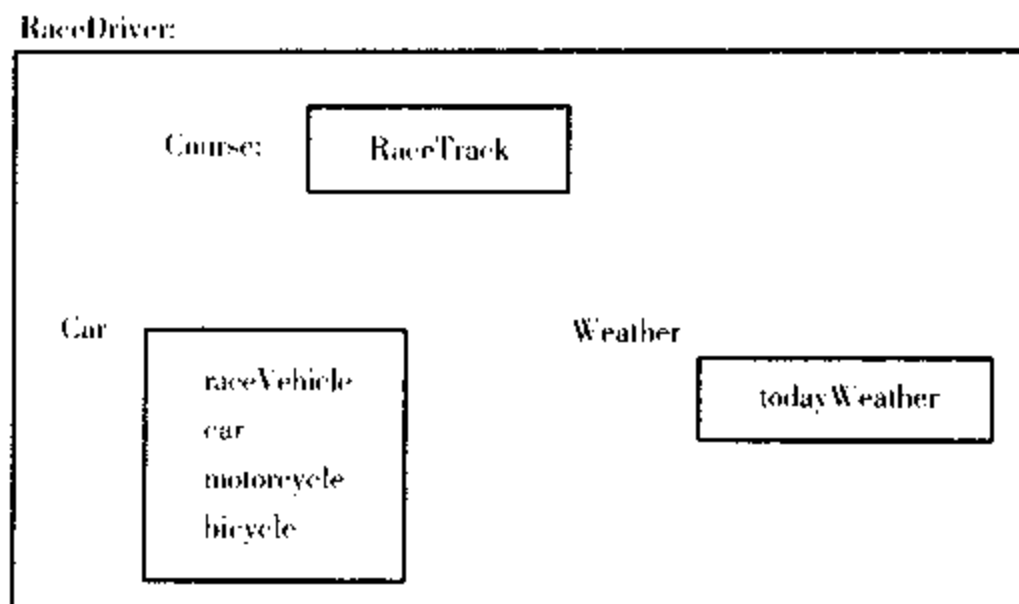 RaceDriver:
Course:
RaceTrack
Car
Weather
raceVehicle
todayWeather
car
motorcycle
bicycle